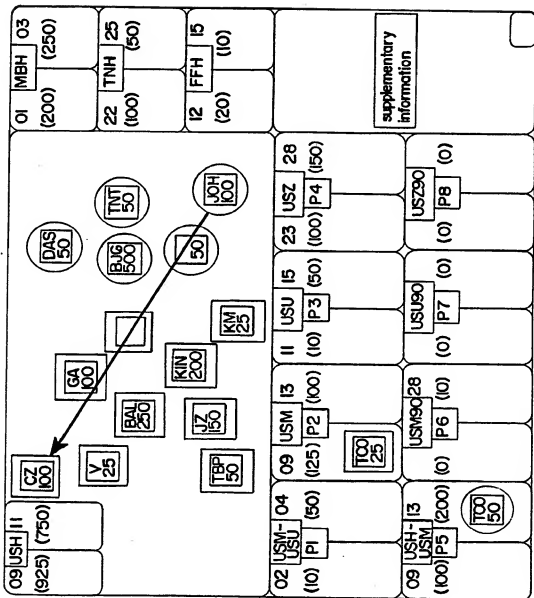 09 USH 11
(925) (750)
CZ
100
V
25
GA
100
BAL
250
TBP
50
JZ
150
KIN
200
KM
25
DAS
50
BJG
500
TNT
50
50
JOH
100
01 MBH 03
(200) (250)
22 TNH 25
(100) (50)
12 FFH 15
(20) (10)
02 USM-USU 04
(10) P1 (50)
09 USM 13
(125) P2 (100)
TCO
25
11 USU 15
(10) P3 (50)
23 USZ 28
(100) P4 (150)
09 USH-USM 13
(100) P5 (200)
TCO
50
USM90 28
(0) P6 (10)
USU90
(0) P7 (0)
USZ90
(0) P8 (0)
supplementary
information